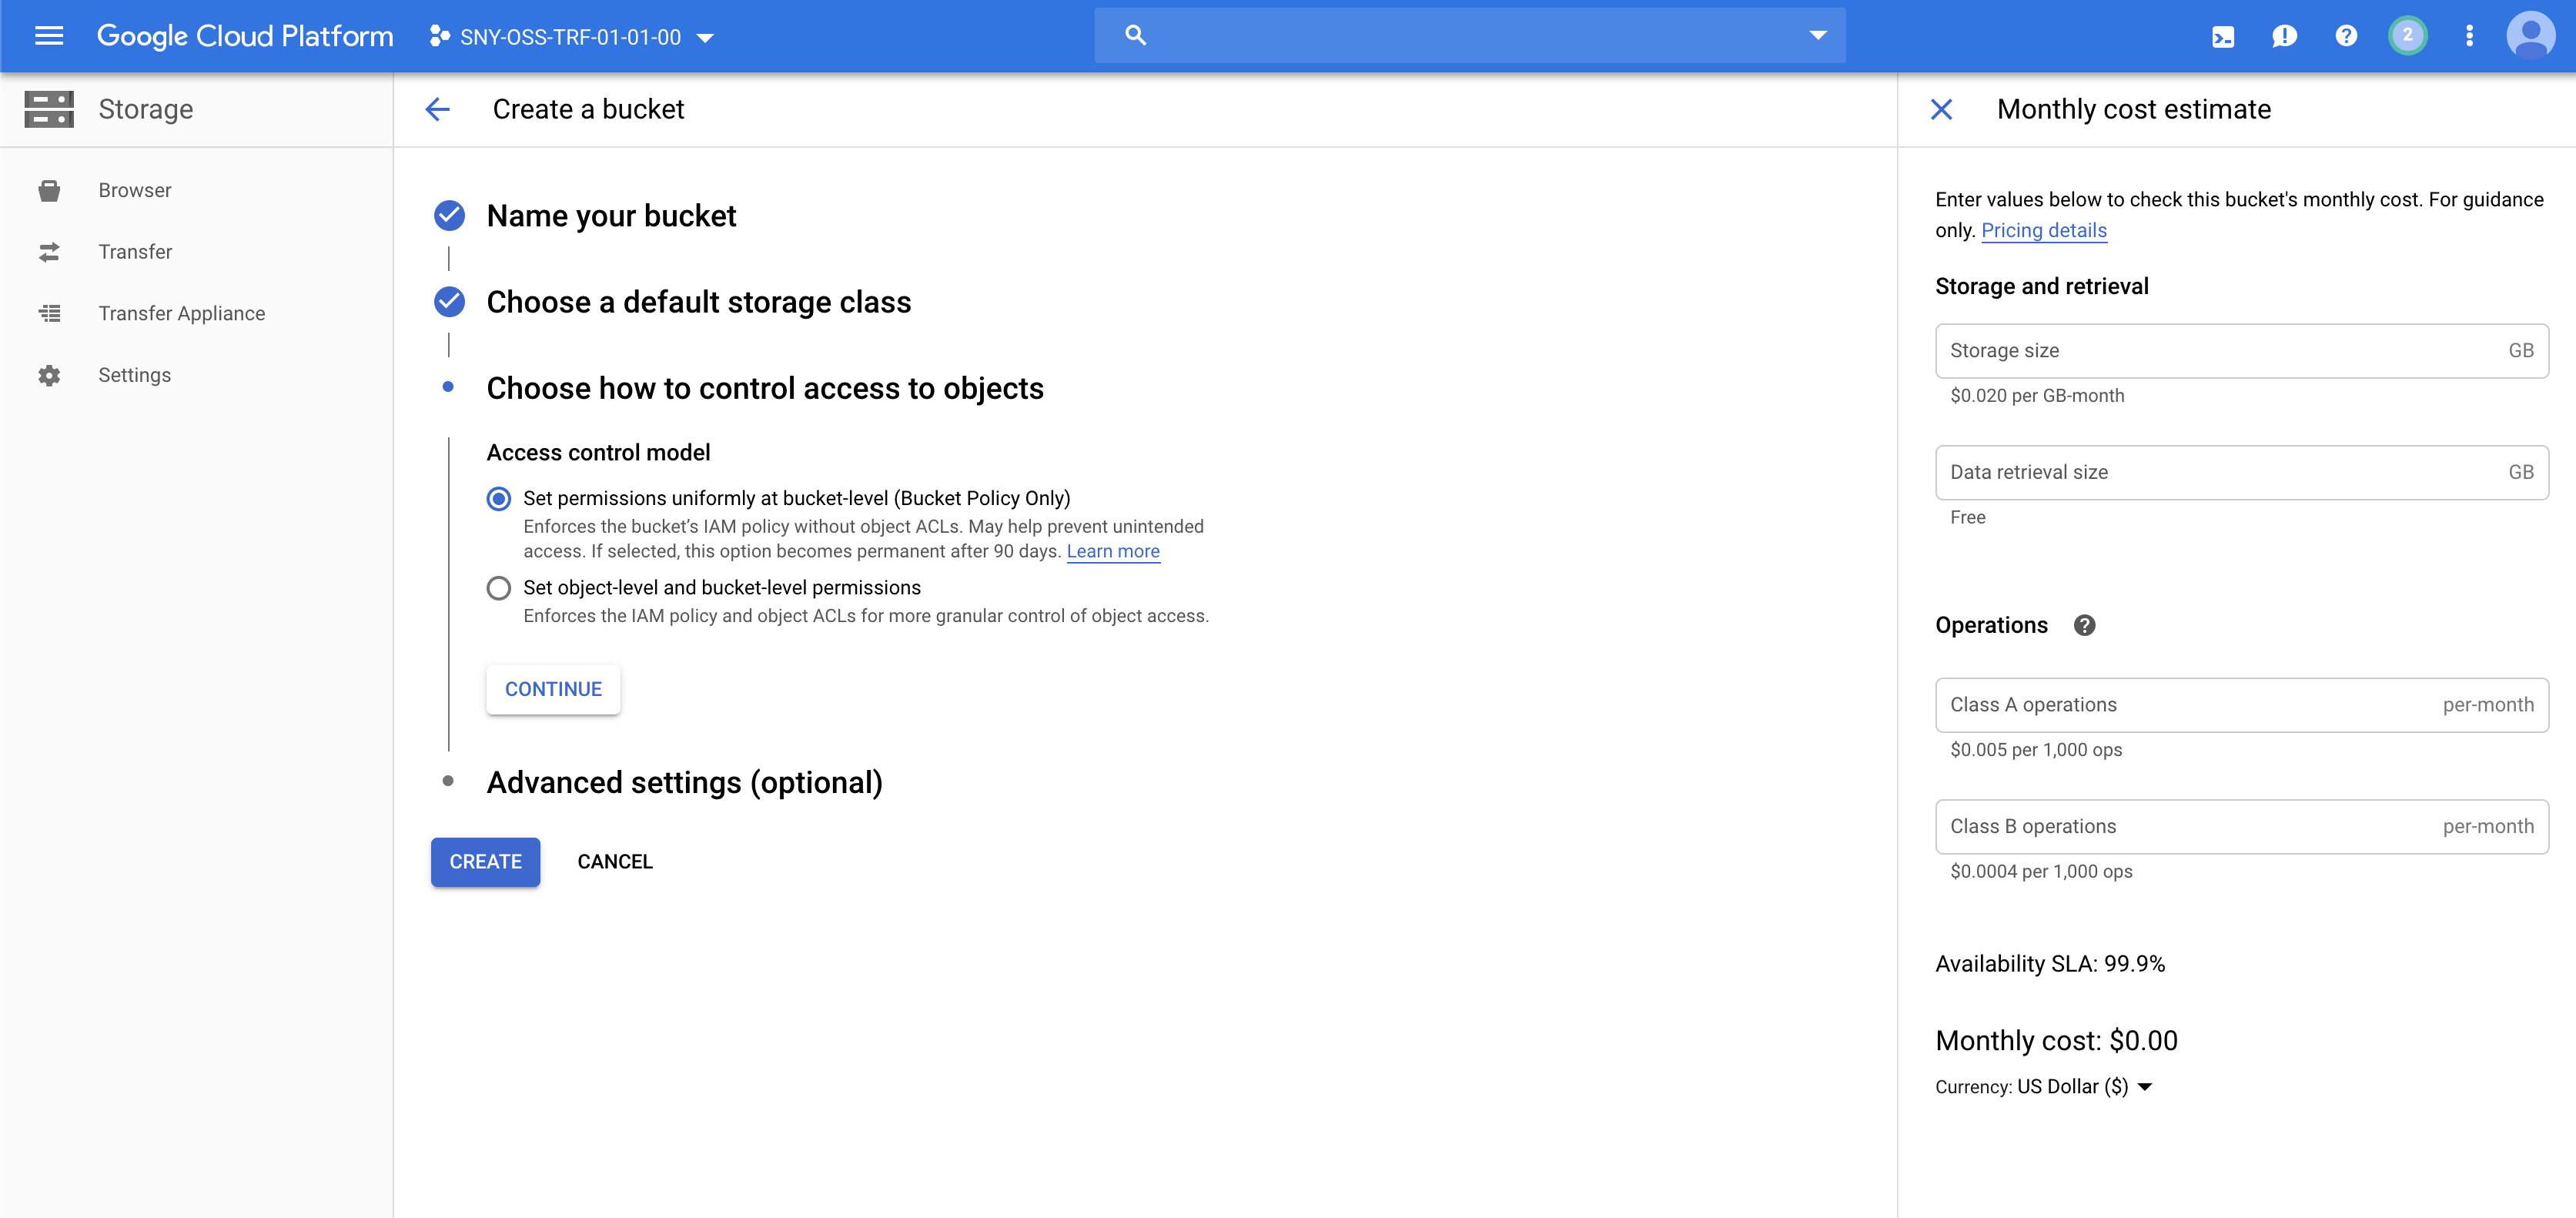 Google Cloud Platform
SNY-OSS-TRF-01-01-00
2
Storage
Browser
Transfer
Transfer Appliance
Settings
Create a bucket
Name your bucket
Choose a default storage class
Choose how to control access to objects
Access control model
Set permissions uniformly at bucket-level (Bucket Policy Only)
Enforces the bucket’s IAM policy without object ACLs. May help prevent unintended
access. If selected, this option becomes permanent after 90 days. Learn more
Set object-level and bucket-level permissions
Enforces the IAM policy and object ACLs for more granular control of object access.
CONTINUE
Advanced settings (optional)
CREATE CANCEL
Monthly cost estimate
Enter values below to check this bucket's monthly cost. For guidance
only. Pricing details
Storage and retrieval
Storage size GB
$0.020 per GB-month
Data retrieval size GB
Free
Operations
Class A operations per-month
$0.005 per 1,000 ops
Class B operations per-month
$0.0004 per 1,000 ops
Availability SLA: 99.9%
Monthly cost: $0.00
Currency: US Dollar ($)